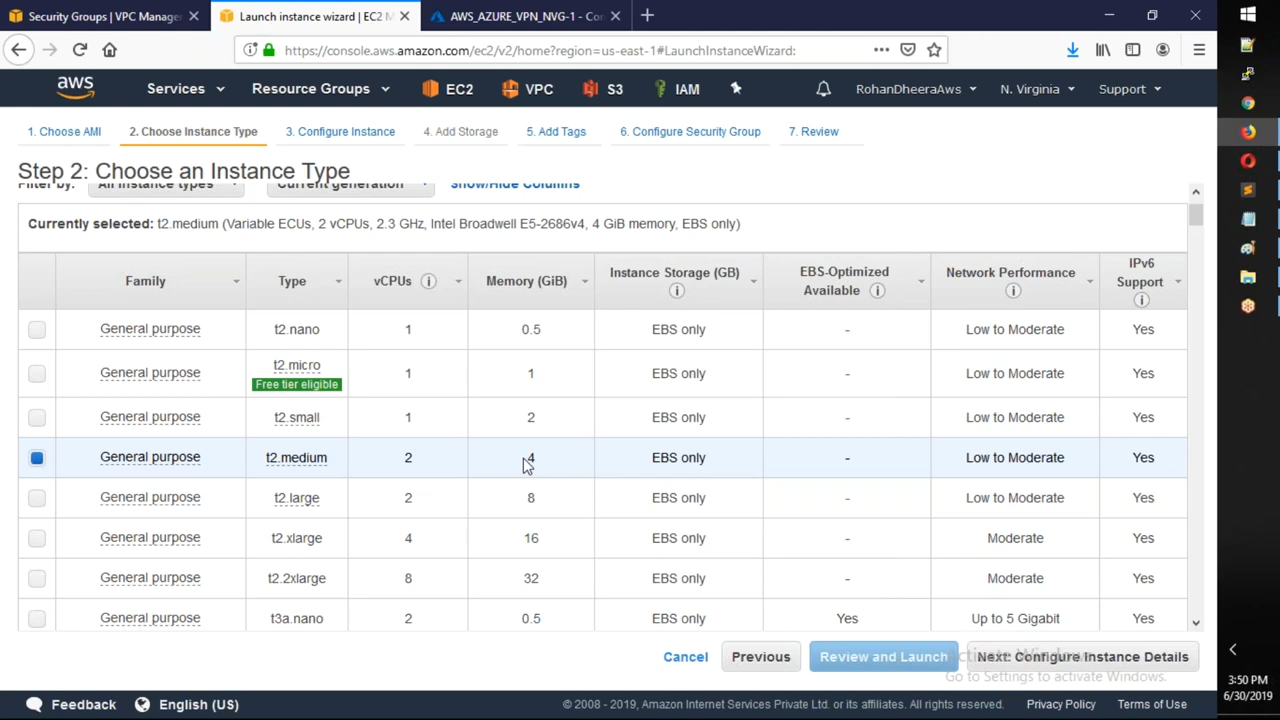 Security Groups | VPC Manager
Launch instance wizard | EC2 M
AWS_AZURE_VPN_NVG-1 - Co
https://console.aws.amazon.com/ec2/v2/home?region=us-east-1#LaunchInstanceWizard:
aws Services Resource Groups EC2 VPC S3 IAM RohanDheeraAws N. Virginia Support
1. Choose AMI 2. Choose Instance Type 3. Configure Instance 4. Add Storage 5. Add Tags 6. Configure Security Group 7. Review
Step 2: Choose an Instance Type
Filter by: All instance types Current generation Show/Hide Columns
Currently selected: t2.medium (Variable ECUs, 2 vCPUs, 2.3 GHz, Intel Broadwell E5-2686v4, 4 GiB memory, EBS only)
Family Type vCPUs Memory (GiB) Instance Storage (GB) EBS-Optimized Available Network Performance IPv6 Support
General purpose t2.nano 1 0.5 EBS only - Low to Moderate Yes
General purpose t2.micro Free tier eligible 1 1 EBS only - Low to Moderate Yes
General purpose t2.small 1 2 EBS only - Low to Moderate Yes
General purpose t2.medium 2 4 EBS only - Low to Moderate Yes
General purpose t2.large 2 8 EBS only - Low to Moderate Yes
General purpose t2.xlarge 4 16 EBS only - Moderate Yes
General purpose t2.2xlarge 8 32 EBS only - Moderate Yes
General purpose t3a.nano 2 0.5 EBS only Yes Up to 5 Gigabit Yes
Cancel Previous Review and Launch Next: Configure Instance Details
Activate Windows
Go to Settings to activate Windows.
Feedback English (US) © 2008 - 2019, Amazon Internet Services Private Ltd. or its affiliates. All rights reserved. Privacy Policy Terms of Use
3:50 PM
6/30/2019